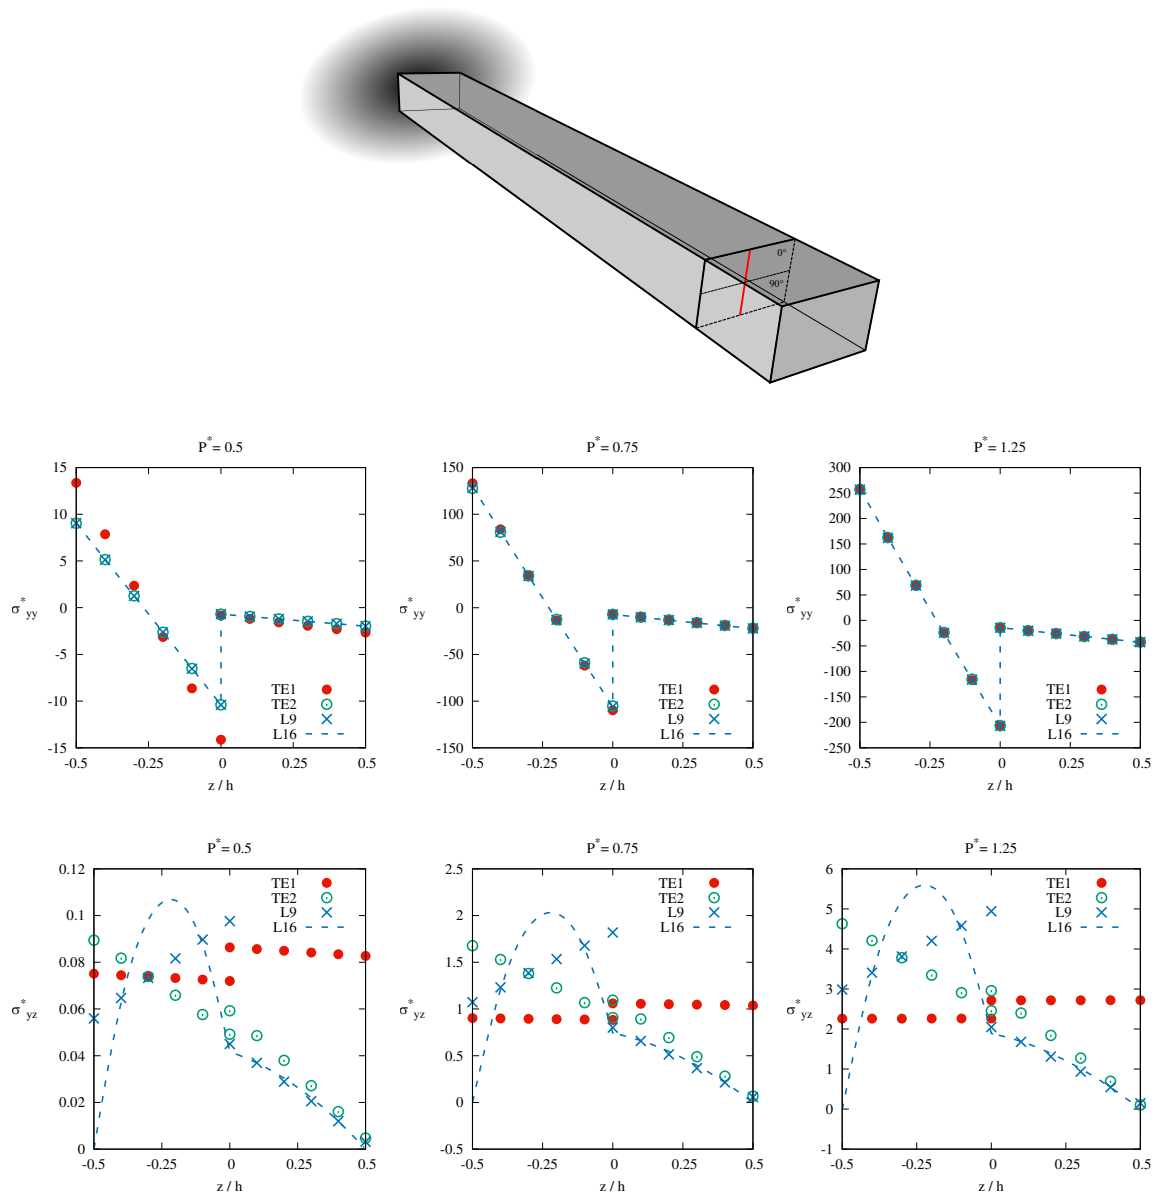 0°
90°
P* = 0.5
15
10
5
0
-5
-10
-15
-0.5 -0.25 0 0.25 0.5
σ*yy
z / h
TE1
TE2
L9
L16
P* = 0.75
150
100
50
0
-50
-100
-150
-0.5 -0.25 0 0.25 0.5
σ*yy
z / h
TE1
TE2
L9
L16
P* = 1.25
300
250
200
150
100
50
0
-50
-100
-150
-200
-250
-0.5 -0.25 0 0.25 0.5
σ*yy
z / h
TE1
TE2
L9
L16
P* = 0.5
0.12
0.1
0.08
0.06
0.04
0.02
0
-0.5 -0.25 0 0.25 0.5
σ*yz
z / h
TE1
TE2
L9
L16
P* = 0.75
2.5
2
1.5
1
0.5
0
-0.5
-0.5 -0.25 0 0.25 0.5
σ*yz
z / h
TE1
TE2
L9
L16
P* = 1.25
6
5
4
3
2
1
0
-1
-0.5 -0.25 0 0.25 0.5
σ*yz
z / h
TE1
TE2
L9
L16